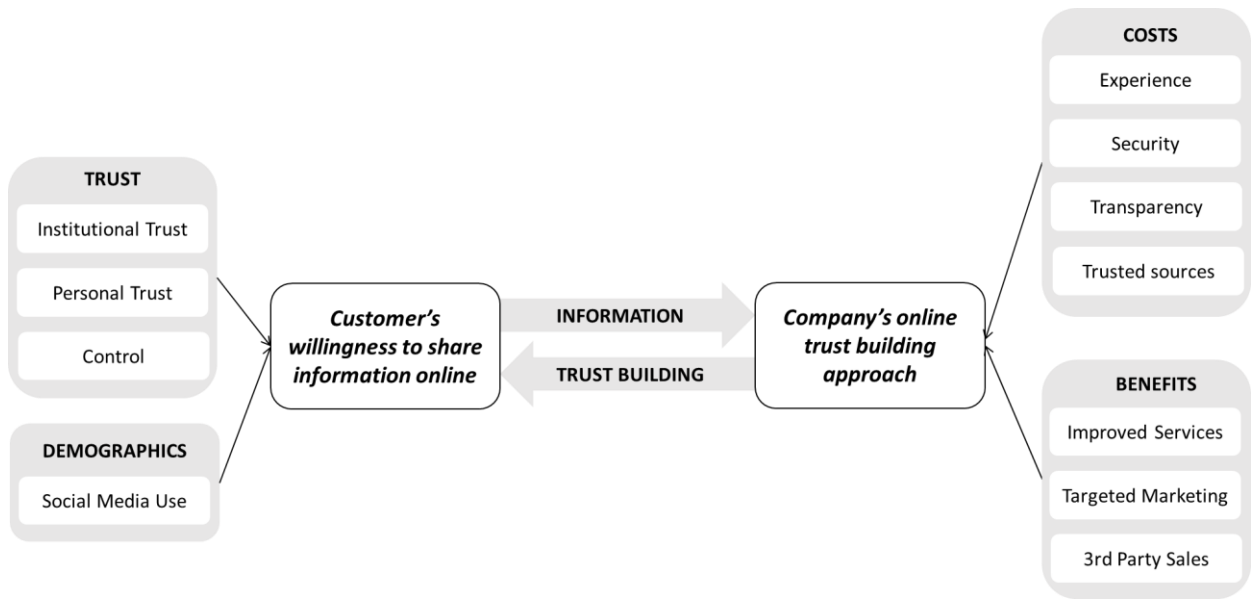 TRUST
Institutional Trust
Personal Trust
Control
DEMOGRAPHICS
Social Media Use
Customer's
willingness to share
information online
INFORMATION
TRUST BUILDING
Company's online
trust building
approach
COSTS
Experience
Security
Transparency
Trusted sources
BENEFITS
Improved Services
Targeted Marketing
3rd Party Sales